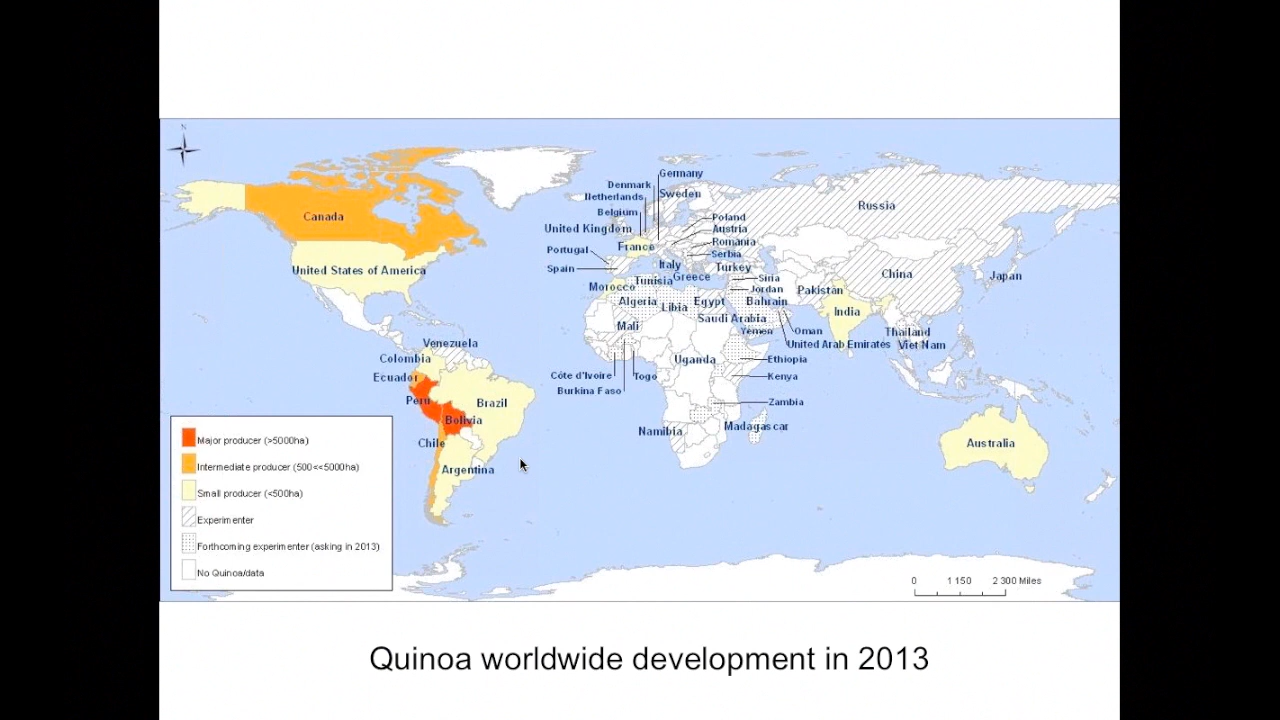 N
Germany
Denmark
Sweden
Netherlands
Belgium
Russia
Canada
Poland
United Kingdom
Austria
France
Romania
Portugal
Serbia
Spain
Italy
Turkey
United States of America
Greece
China
Japan
Tunisia
Siria
Morocco
Jordan
Pakistan
Algeria
Libia
Egypt
Bahrain
India
Saudi Arabia
Mali
Yemen
Oman
Thailand
Venezuela
United Arab Emirates
Viet Nam
Colombia
Uganda
Ethiopia
Ecuador
Côte d'Ivoire
Togo
Kenya
Burkina Faso
Peru
Brazil
Zambia
Bolivia
Madagascar
Namibia
Chile
Australia
Argentina
Major producer (>5000ha)
Intermediate producer (500<<5000ha)
Small producer (<500ha)
Experimenter
Forthcoming experimenter (asking in 2013)
No Quinoa/data
0 1 150 2 300 Miles
Quinoa worldwide development in 2013